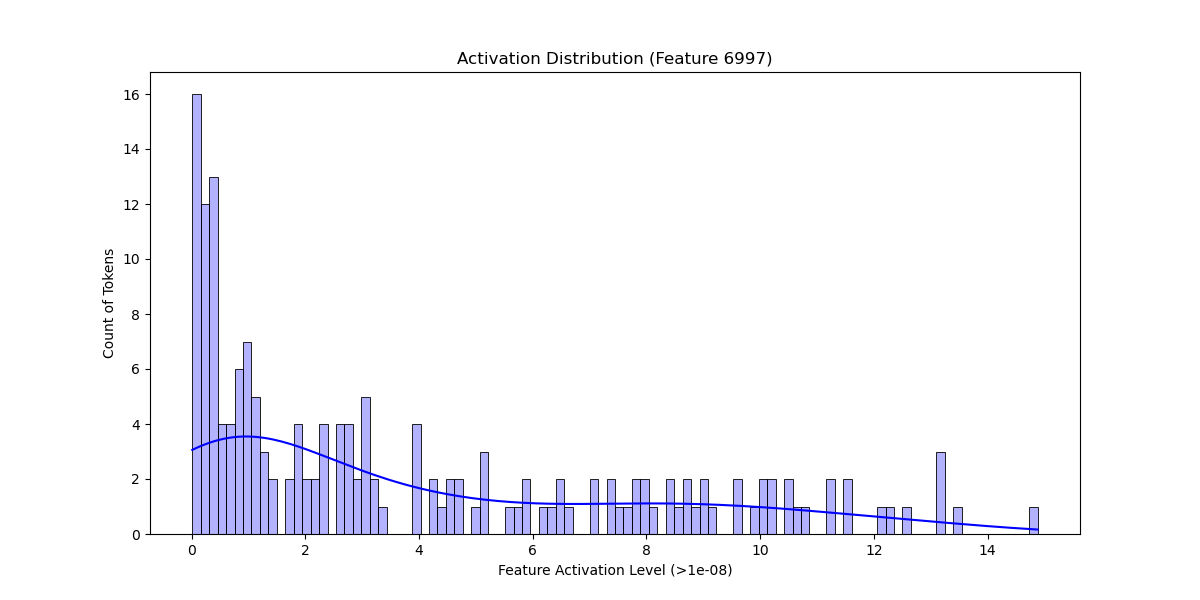 Activation Distribution (Feature 6997)
Count of Tokens
16
14
12
10
8
6
4
2
0
0 2 4 6 8 10 12 14
Feature Activation Level (>1e-08)